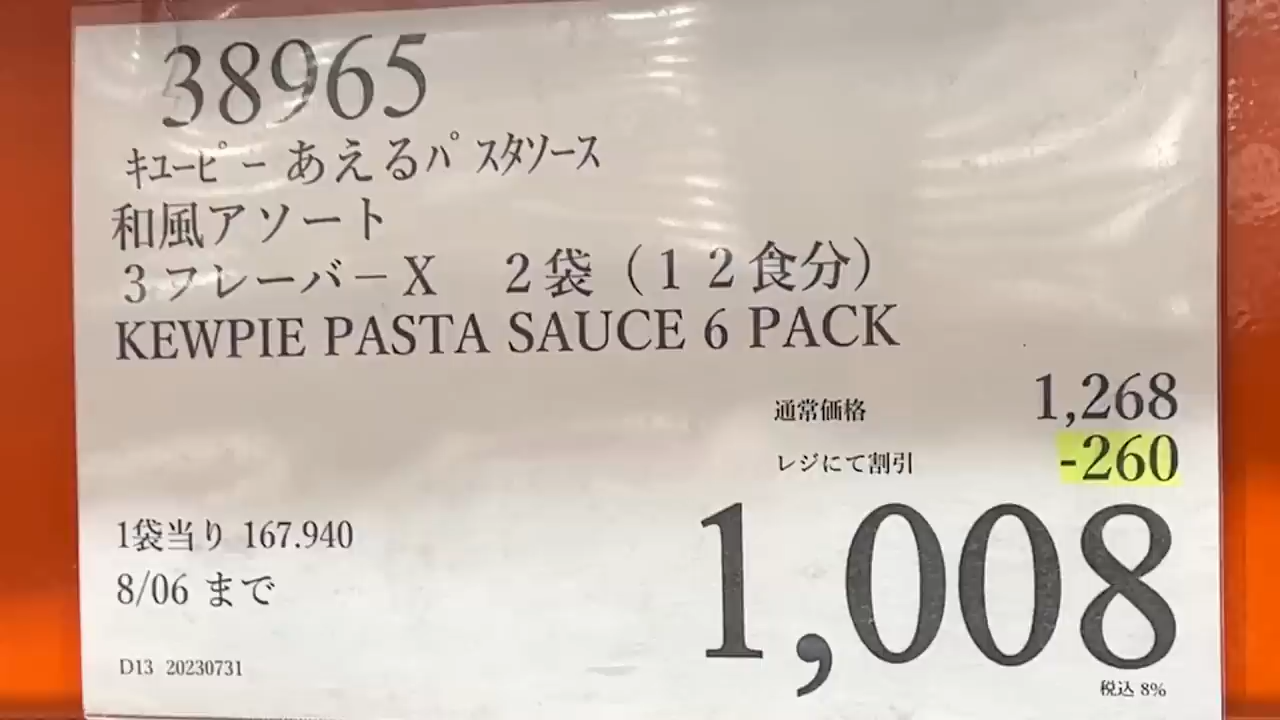 38965
キユーピー あえるパスタソース
和風アソート
3フレーバーX 2袋（12食分）
KEWPIE PASTA SAUCE 6 PACK
通常価格 1,268
レジにて割引 -260
1,008
1袋当り 167.940
8/06 まで
D13 20230731
税込 8%